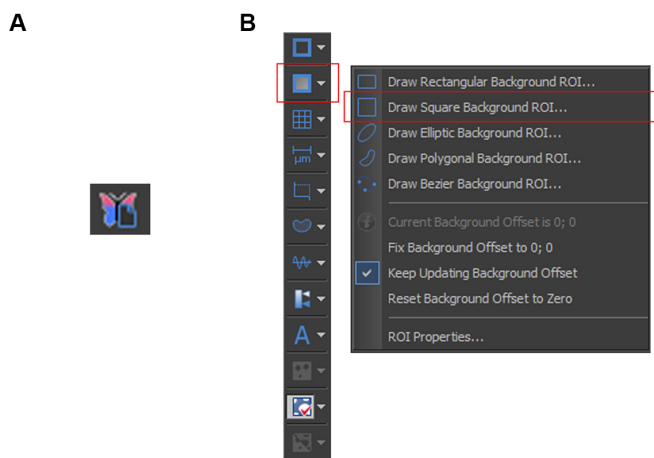 A
B
Draw Rectangular Background ROI...
Draw Square Background ROI...
Draw Elliptic Background ROI...
Draw Polygonal Background ROI...
Draw Bezier Background ROI...
Current Background Offset is 0; 0
Fix Background Offset to 0; 0
Keep Updating Background Offset
Reset Background Offset to Zero
ROI Properties...
µm
A